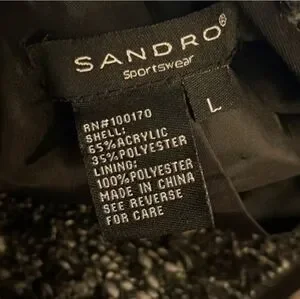 SANDRO®
Sportswear
L
RN#100170
SHELL:
65%ACRYLIC
35%POLYESTER
LINING:
100%POLYESTER
MADE IN CHINA
SEE REVERSE
FOR CARE